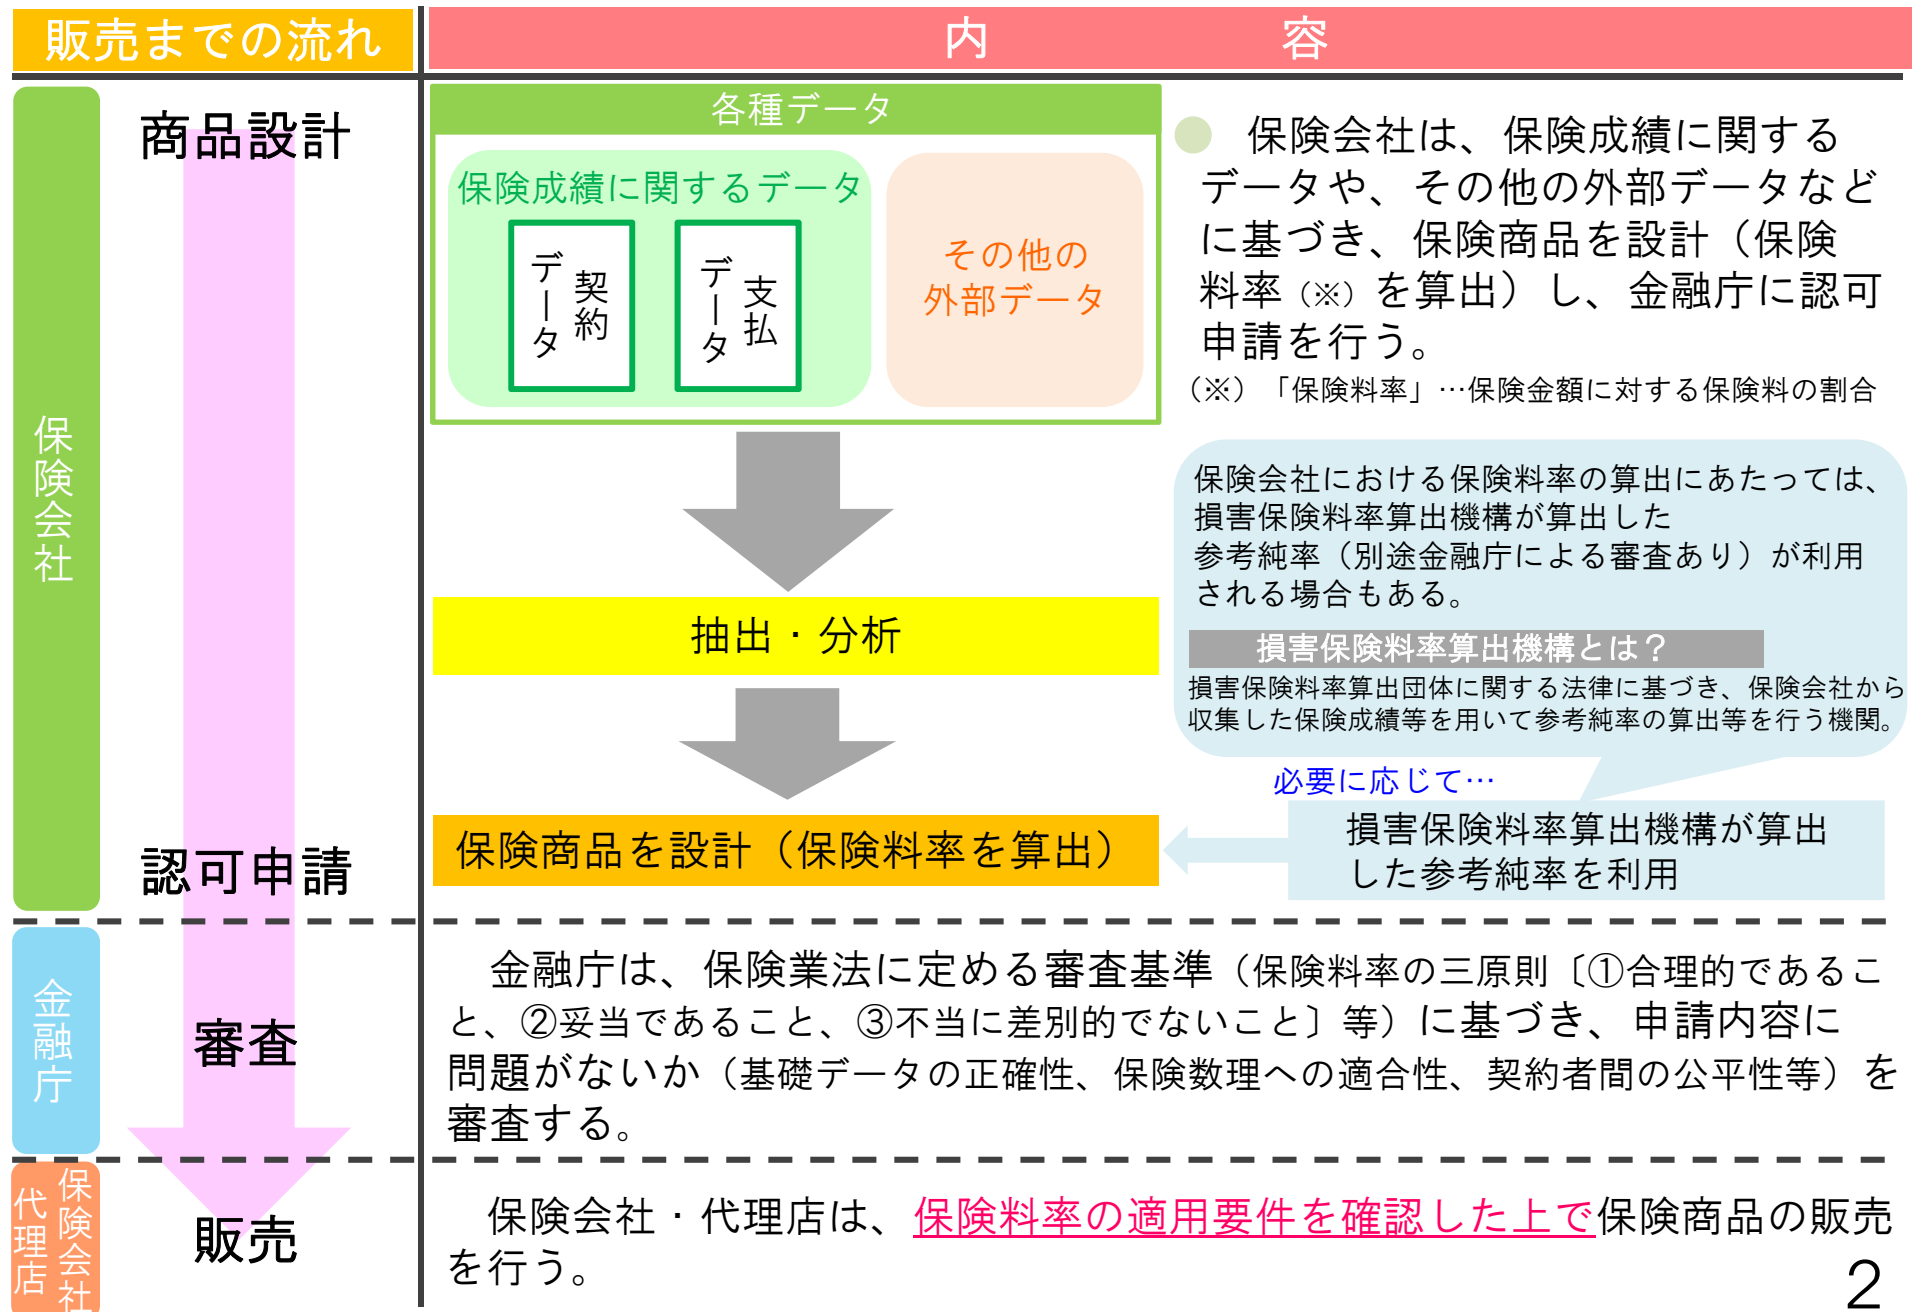 販売までの流れ
内　　　　　　容
保険会社
商品設計
各種データ
保険成績に関するデータ
契約
データ
支払
データ
その他の
外部データ
● 保険会社は、保険成績に関する
データや、その他の外部データなど
に基づき、保険商品を設計（保険
料率（※）を算出）し、金融庁に認可
申請を行う。
（※）「保険料率」…保険金額に対する保険料の割合
保険会社における保険料率の算出にあたっては、
損害保険料率算出機構が算出した
参考純率（別途金融庁による審査あり）が利用
される場合もある。
損害保険料率算出機構とは？
損害保険料率算出団体に関する法律に基づき、保険会社から
収集した保険成績等を用いて参考純率の算出等を行う機関。
抽出・分析
必要に応じて…
認可申請
保険商品を設計（保険料率を算出）
損害保険料率算出機構が算出
した参考純率を利用
金融庁
審査
金融庁は、保険業法に定める審査基準（保険料率の三原則〔①合理的であるこ
と、②妥当であること、③不当に差別的でないこと〕等）に基づき、申請内容に
問題がないか（基礎データの正確性、保険数理への適合性、契約者間の公平性等）を
審査する。
保険会社
代理店
販売
保険会社・代理店は、保険料率の適用要件を確認した上で保険商品の販売
を行う。
2